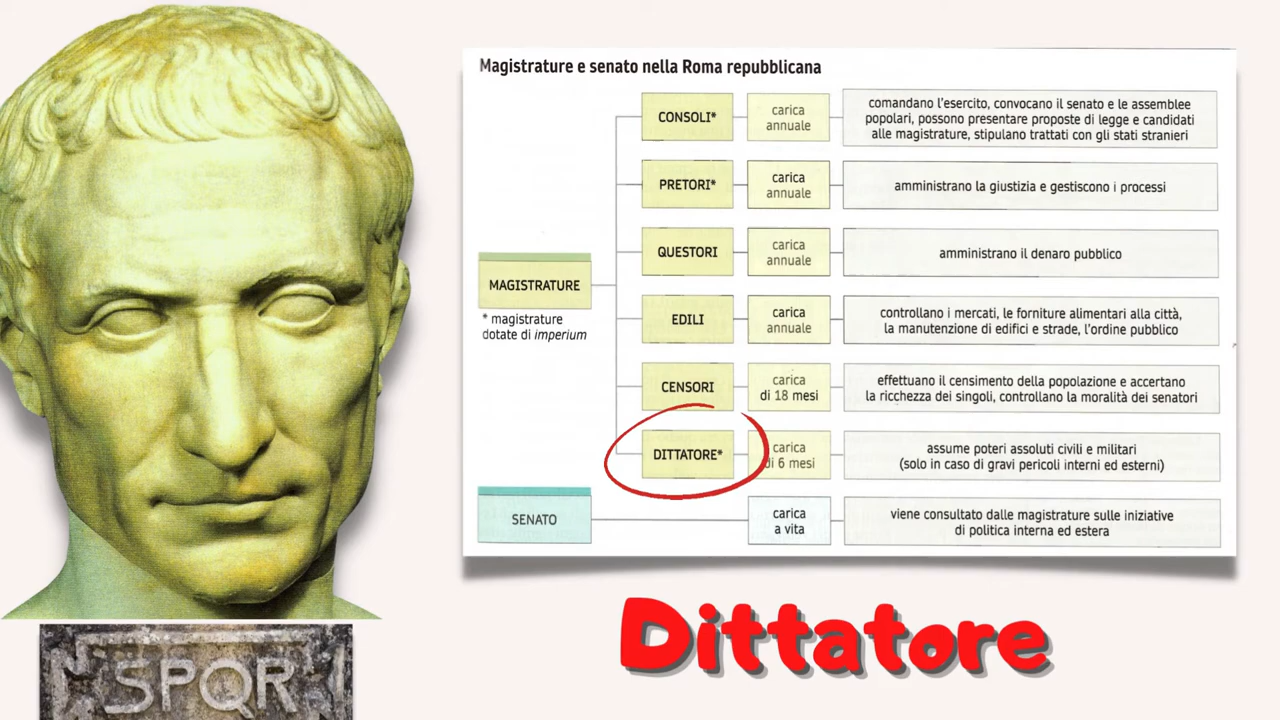 Magistrature e senato nella Roma repubblicana
CONSOLI*
carica
annuale
comandano l'esercito, convocano il senato e le assemblee
popolari, possono presentare proposte di legge e candidati
alle magistrature, stipulano trattati con gli stati stranieri
PRETORI*
carica
annuale
amministrano la giustizia e gestiscono i processi
QUESTORI
carica
annuale
amministrano il denaro pubblico
MAGISTRATURE
* magistrature
dotate di imperium
EDILI
carica
annuale
controllano i mercati, le forniture alimentari alla città,
la manutenzione di edifici e strade, l'ordine pubblico
CENSORI
carica
di 18 mesi
effettuano il censimento della popolazione e accertano
la ricchezza dei singoli, controllano la moralità dei senatori
DITTATORE*
carica
di 6 mesi
assume poteri assoluti civili e militari
(solo in caso di gravi pericoli interni ed esterni)
SENATO
carica
a vita
viene consultato dalle magistrature sulle iniziative
di politica interna ed estera
Dittatore
SPQR